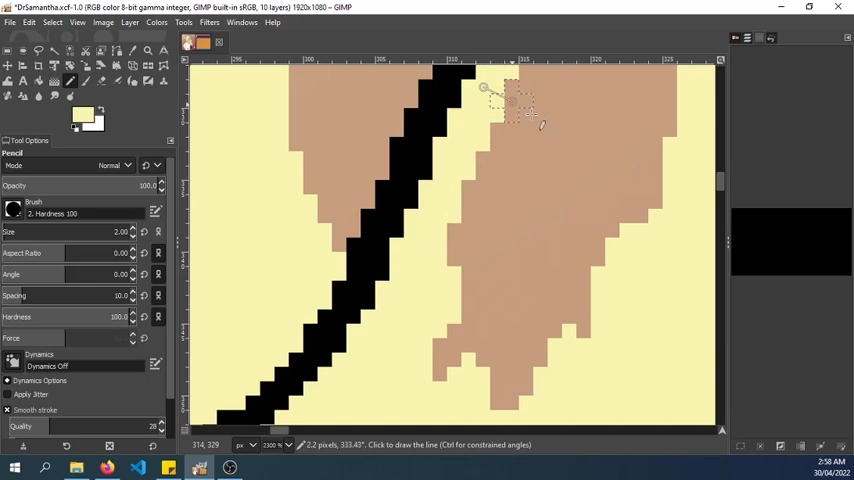 *DrSamantha.xcf-1.0 (RGB color 8-bit gamma integer, GIMP built-in sRGB, 10 layers) 1920x1080 – GIMP
File Edit Select View Image Layer Colors Tools Filters Windows Help
295 300 305 310 315 320 325
Tool Options
Pencil
Mode Normal
Opacity 100.0
Brush
2. Hardness 100
Size 2.00
Aspect Ratio 0.00
Angle 0.00
Spacing 10.0
Hardness 100.0
Force
Dynamics
Dynamics Off
Dynamics Options
Apply Jitter
Smooth stroke
Quality 28
314, 329 px 2300 % 2.2 pixels, 333.43°. Click to draw the line (Ctrl for constrained angles)
2:58 AM
30/04/2022